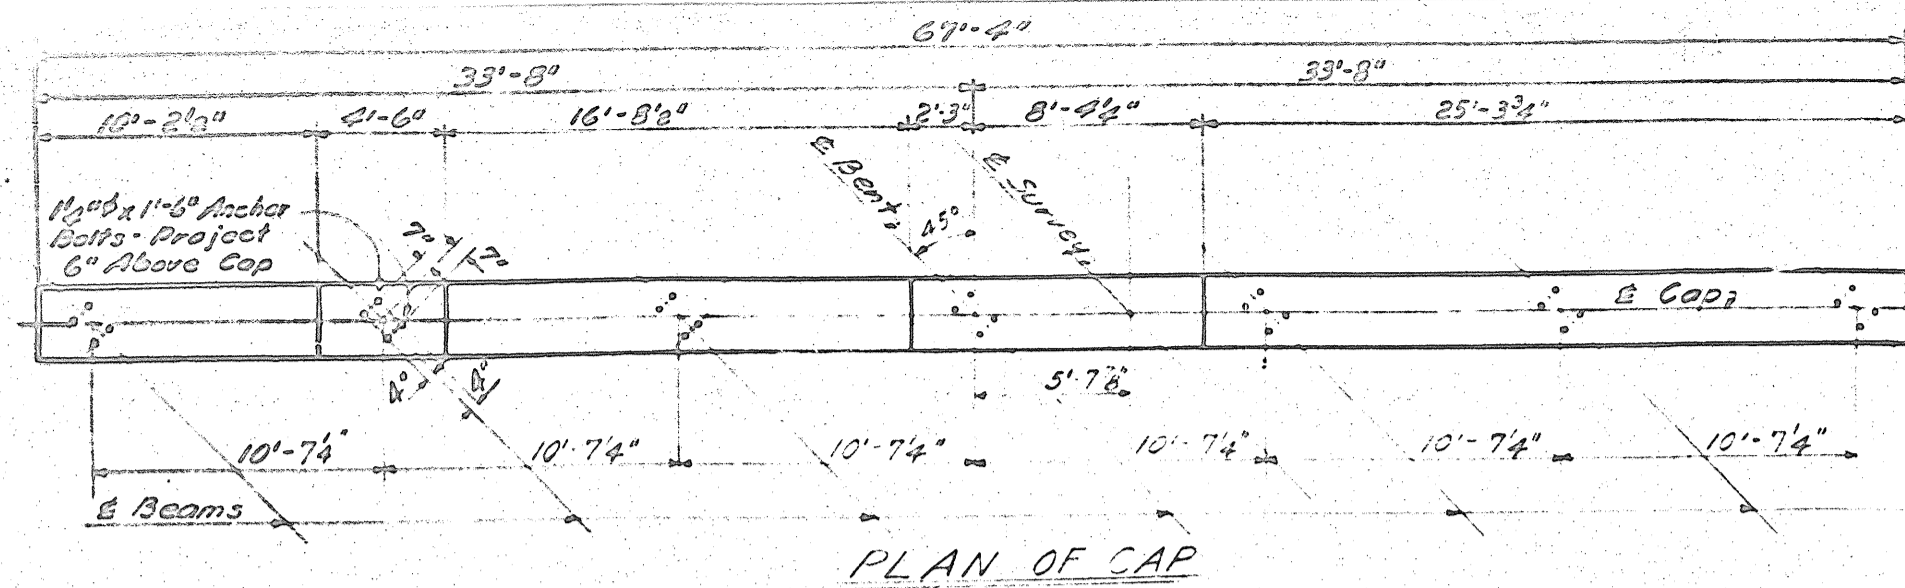 67'-4"
33'-8" 33'-8"
10'-2½" 4'-6" 16'-8½" 2'-3" 8'-4¼" 25'-3¾"
℄ Bent
45°
℄ Survey
1¼"ϕ x 1'-6" Anchor
Bolts - Project
6" Above Cap
7" 7"
℄ Cap
4" 4"
5'-7⅞"
10'-7¼" 10'-7¼" 10'-7¼" 10'-7¼" 10'-7¼" 10'-7¼"
℄ Beams
PLAN OF CAP